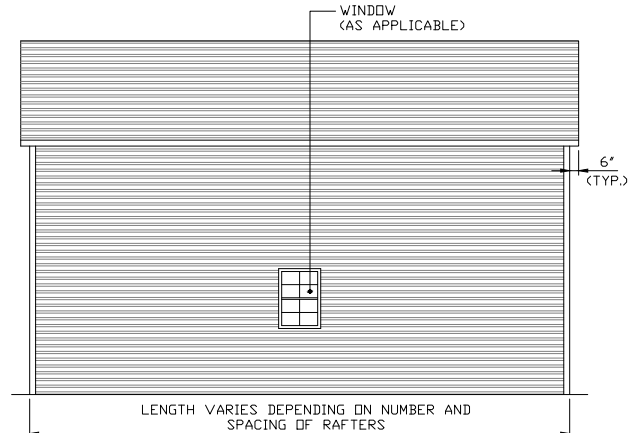 WINDOW
(AS APPLICABLE)
6"
(TYP.)
LENGTH VARIES DEPENDING ON NUMBER AND
SPACING OF RAFTERS